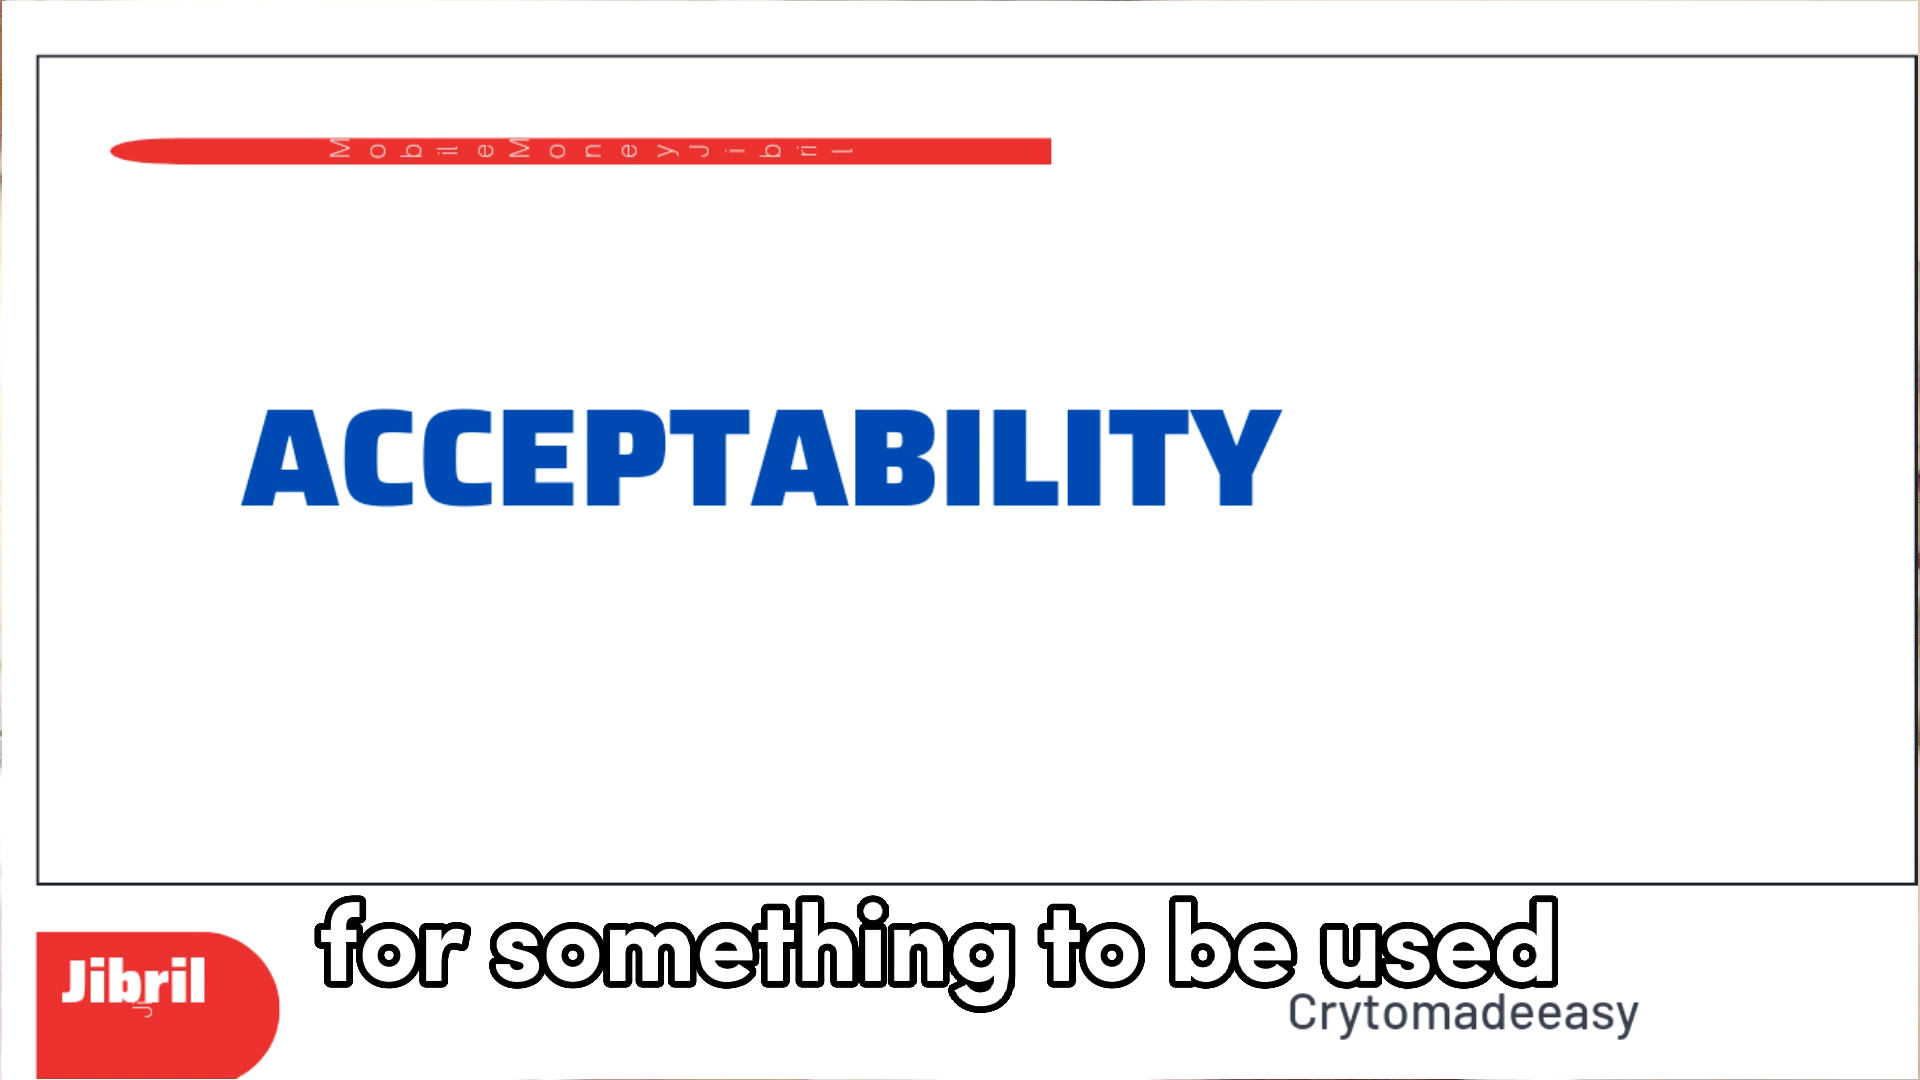 MobileMoneyJibril
ACCEPTABILITY
for something to be used
Jibril
Crytomadeeasy